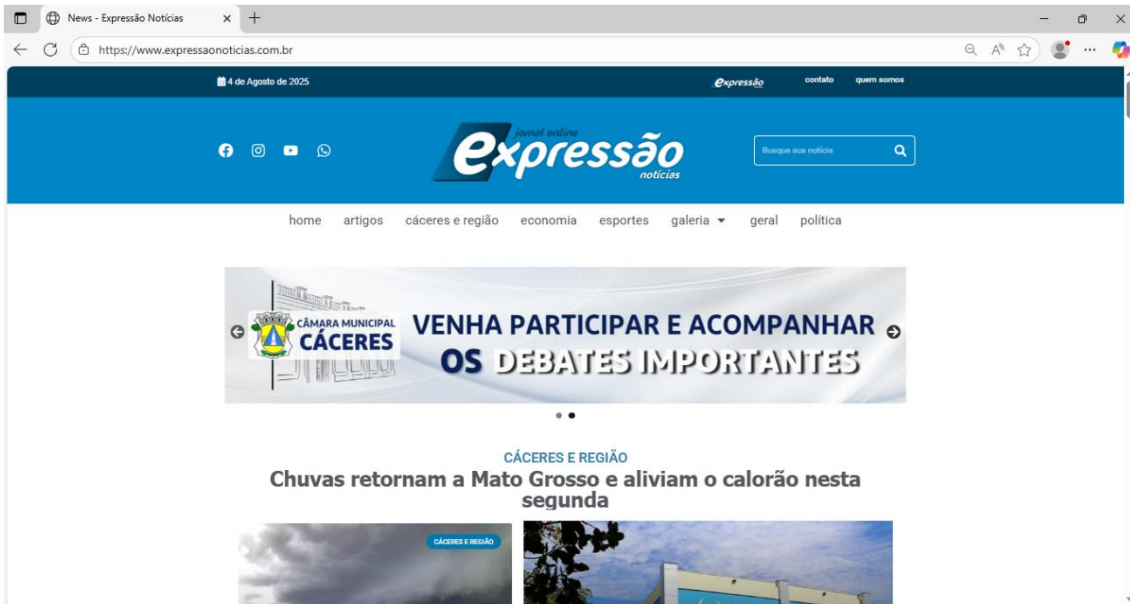 News - Expressão Notícias
https://www.expressaonoticias.com.br
4 de Agosto de 2025
expressão
contato
quem somos
jornal online
expressão
notícias
Busque sua notícia
home artigos cáceres e região economia esportes galeria geral política
CÂMARA MUNICIPAL
CÁCERES
VENHA PARTICIPAR E ACOMPANHAR
OS DEBATES IMPORTANTES
CÁCERES E REGIÃO
Chuvas retornam a Mato Grosso e aliviam o calorão nesta
segunda
CÁCERES E REGIÃO